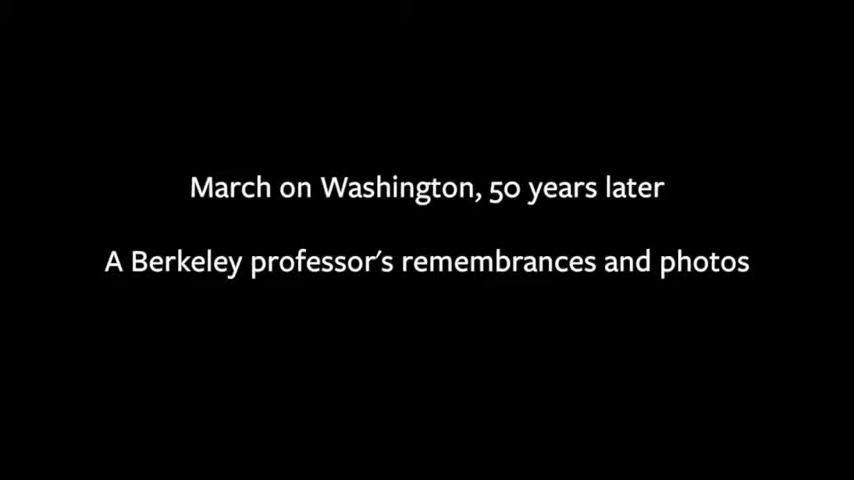 March on Washington, 50 years later
A Berkeley professor's remembrances and photos